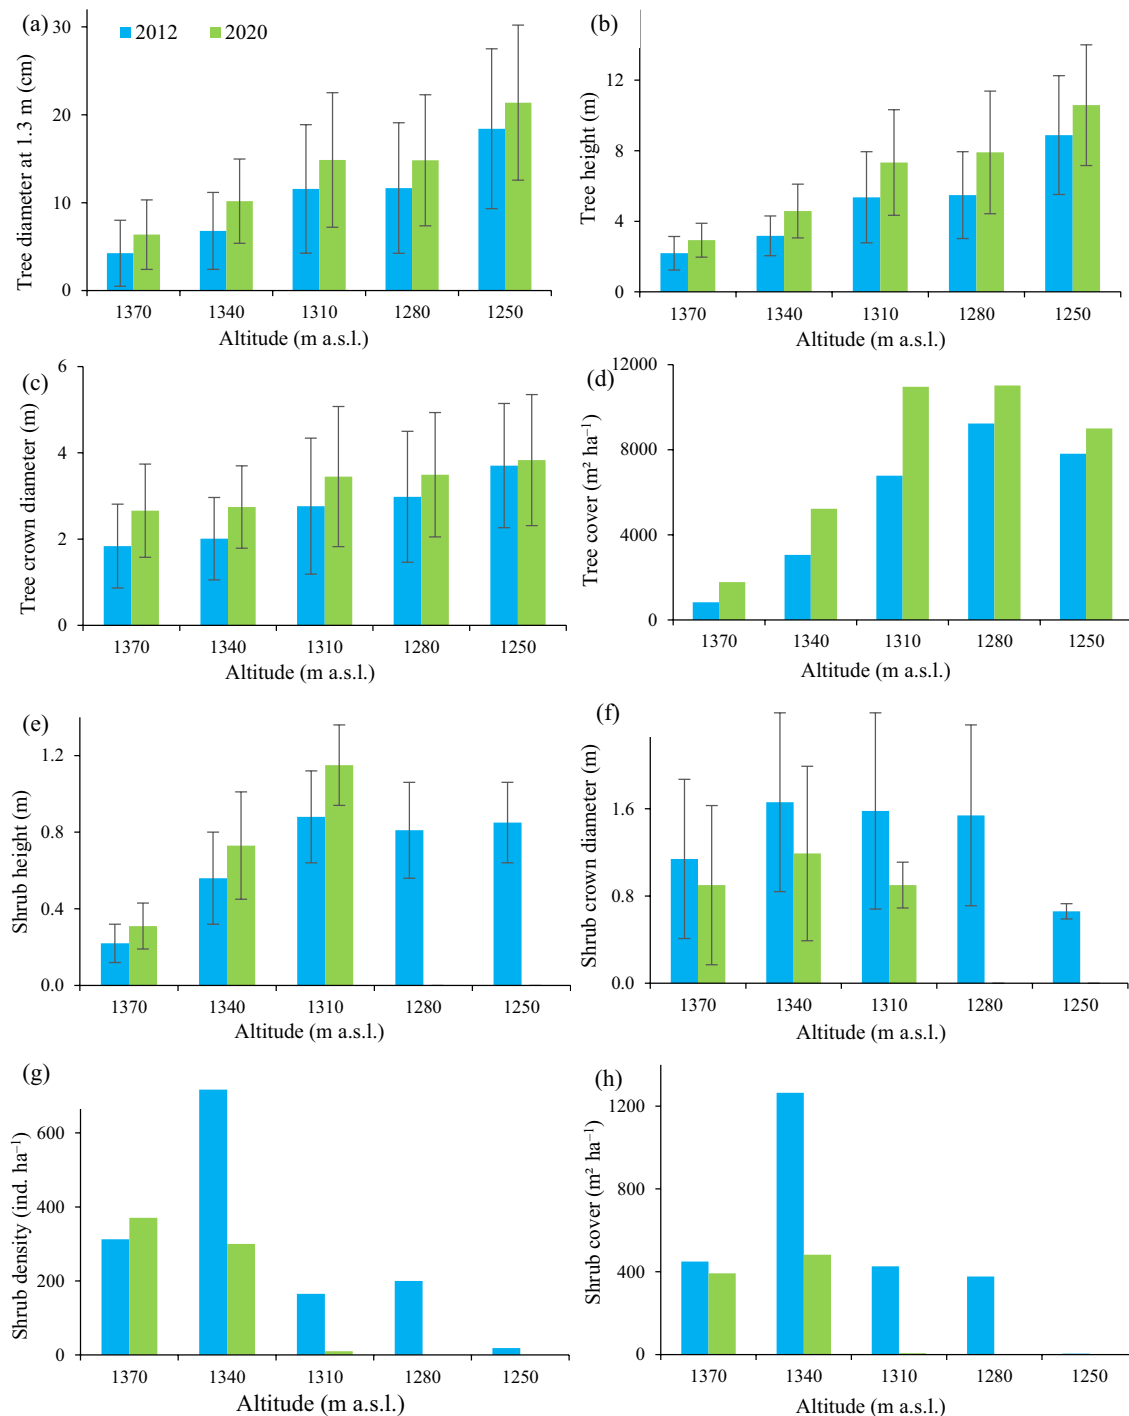 (a)
2012 2020
Tree diameter at 1.3 m (cm)
30
20
10
0
1370 1340 1310 1280 1250
Altitude (m a.s.l.)
(b)
Tree height (m)
12
8
4
0
1370 1340 1310 1280 1250
Altitude (m a.s.l.)
(c)
Tree crown diameter (m)
6
4
2
0
1370 1340 1310 1280 1250
Altitude (m a.s.l.)
(d)
Tree cover (m² ha⁻¹)
12000
8000
4000
0
1370 1340 1310 1280 1250
Altitude (m a.s.l.)
(e)
Shrub height (m)
1.2
0.8
0.4
0.0
1370 1340 1310 1280 1250
Altitude (m a.s.l.)
(f)
Shrub crown diameter (m)
1.6
0.8
0.0
1370 1340 1310 1280 1250
Altitude (m a.s.l.)
(g)
Shrub density (ind. ha⁻¹)
600
400
200
0
1370 1340 1310 1280 1250
Altitude (m a.s.l.)
(h)
Shrub cover (m² ha⁻¹)
1200
800
400
0
1370 1340 1310 1280 1250
Altitude (m a.s.l.)